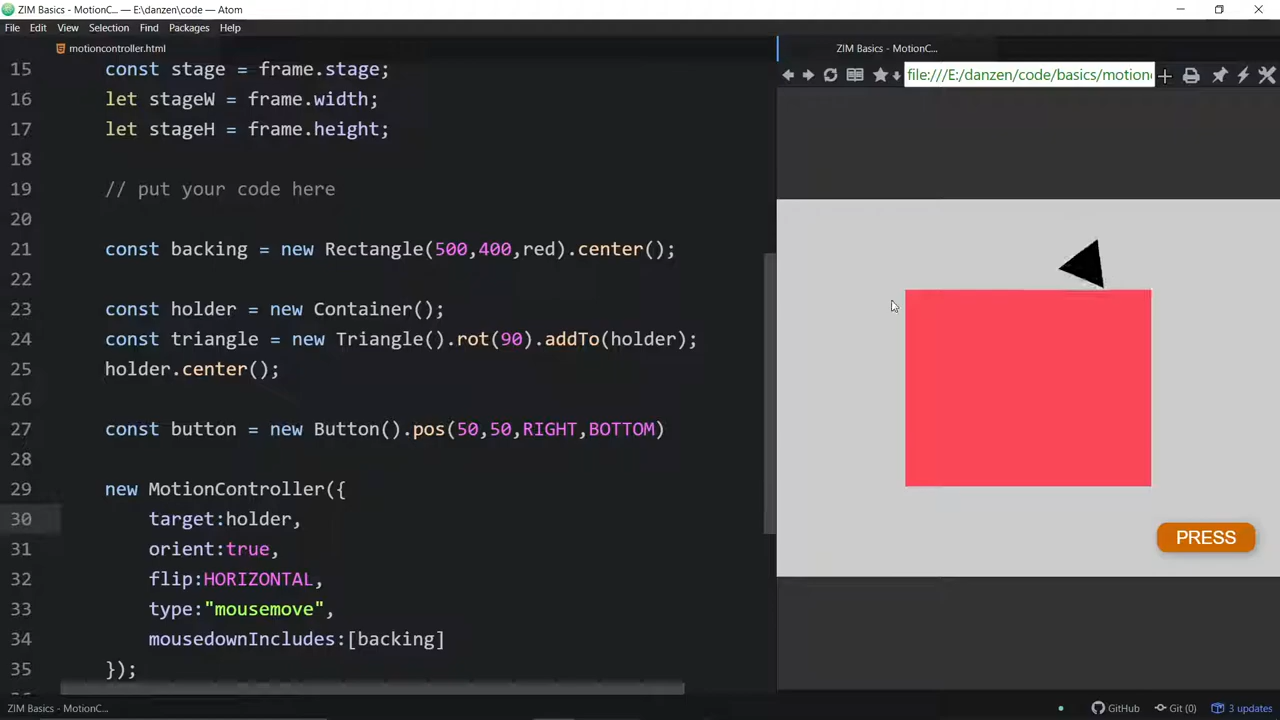 ZIM Basics - MotionC... — E:\danzen\code — Atom
File Edit View Selection Find Packages Help
motioncontroller.html
ZIM Basics - MotionC...
file:///E:/danzen/code/basics/motion
15 const stage = frame.stage;
16 let stageW = frame.width;
17 let stageH = frame.height;
18
19 // put your code here
20
21 const backing = new Rectangle(500,400,red).center();
22
23 const holder = new Container();
24 const triangle = new Triangle().rot(90).addTo(holder);
25 holder.center();
26
27 const button = new Button().pos(50,50,RIGHT,BOTTOM)
28
29 new MotionController({
30 target:holder,
31 orient:true,
32 flip:HORIZONTAL,
33 type:"mousemove",
34 mousedownIncludes:[backing]
35 });
PRESS
ZIM Basics - MotionC...
GitHub Git (0) 3 updates